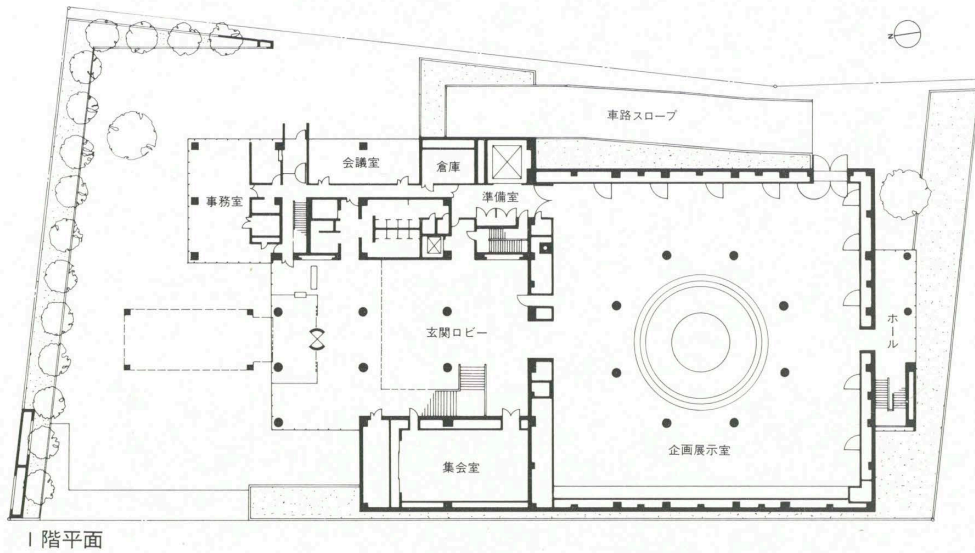 N
車路スロープ
会議室
倉庫
準備室
事務室
玄関ロビー
ホール
集会室
企画展示室
1階平面